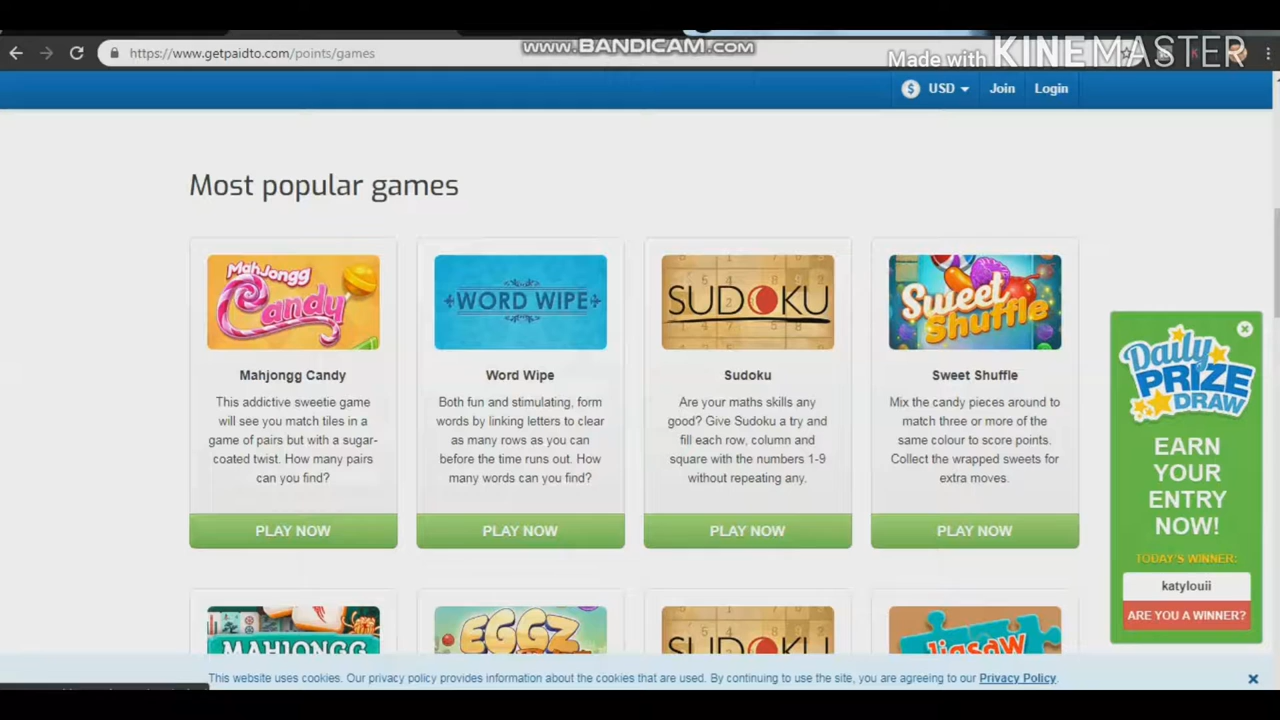 https://www.getpaidto.com/points/games
www.BANDICAM.com
Made with KINEMASTER
$ USD Join Login
Most popular games
MahJongg Candy
WORD WIPE
SUDOKU
Sweet Shuffle
Mahjongg Candy
This addictive sweetie game
will see you match tiles in a
game of pairs but with a sugar-
coated twist. How many pairs
can you find?
PLAY NOW
Word Wipe
Both fun and stimulating, form
words by linking letters to clear
as many rows as you can
before the time runs out. How
many words can you find?
PLAY NOW
Sudoku
Are your maths skills any
good? Give Sudoku a try and
fill each row, column and
square with the numbers 1-9
without repeating any.
PLAY NOW
Sweet Shuffle
Mix the candy pieces around to
match three or more of the
same colour to score points.
Collect the wrapped sweets for
extra moves.
PLAY NOW
Daily
PRIZE
DRAW
EARN
YOUR
ENTRY
NOW!
TODAY'S WINNER:
katylouii
ARE YOU A WINNER?
MAHJONGG
EGGZ
SUDOKU
Jigsaw
This website uses cookies. Our privacy policy provides information about the cookies that are used. By continuing to use the site, you are agreeing to our Privacy Policy.